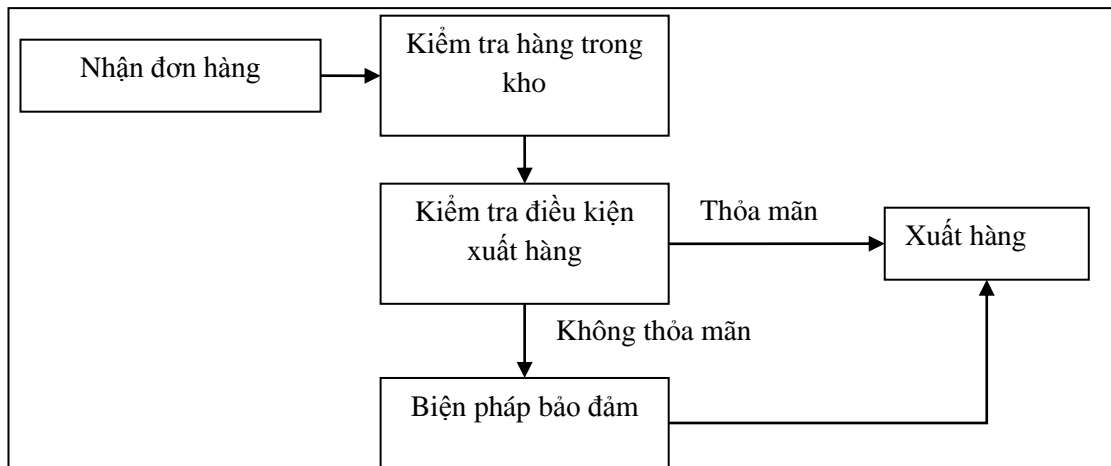 Nhận đơn hàng
Kiểm tra hàng trong
kho
Kiểm tra điều kiện
xuất hàng
Thỏa mãn
Xuất hàng
Không thỏa mãn
Biện pháp bảo đảm